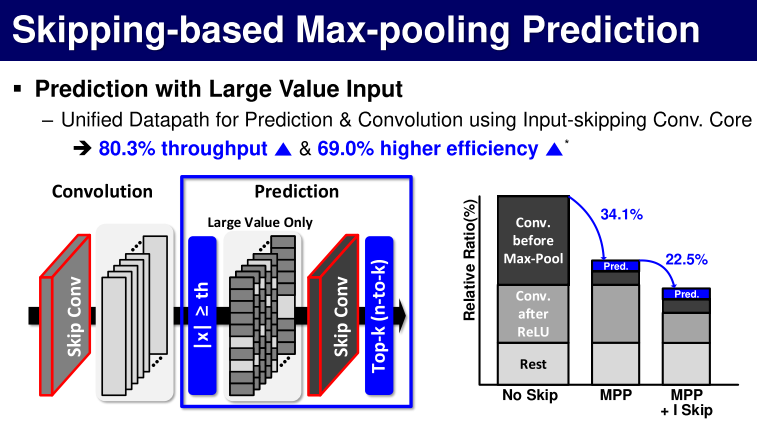 Skipping-based Max-pooling Prediction
▪ Prediction with Large Value Input
– Unified Datapath for Prediction & Convolution using Input-skipping Conv. Core
➔ 80.3% throughput ▲ & 69.0% higher efficiency ▲*
Convolution
Prediction
Large Value Only
Skip Conv
|x| ≥ th
Skip Conv
Top-k (n-to-k)
Relative Ratio(%)
Conv.
before
Max-Pool
Conv.
after
ReLU
Rest
34.1%
Pred.
22.5%
Pred.
No Skip
MPP
MPP
+ I Skip